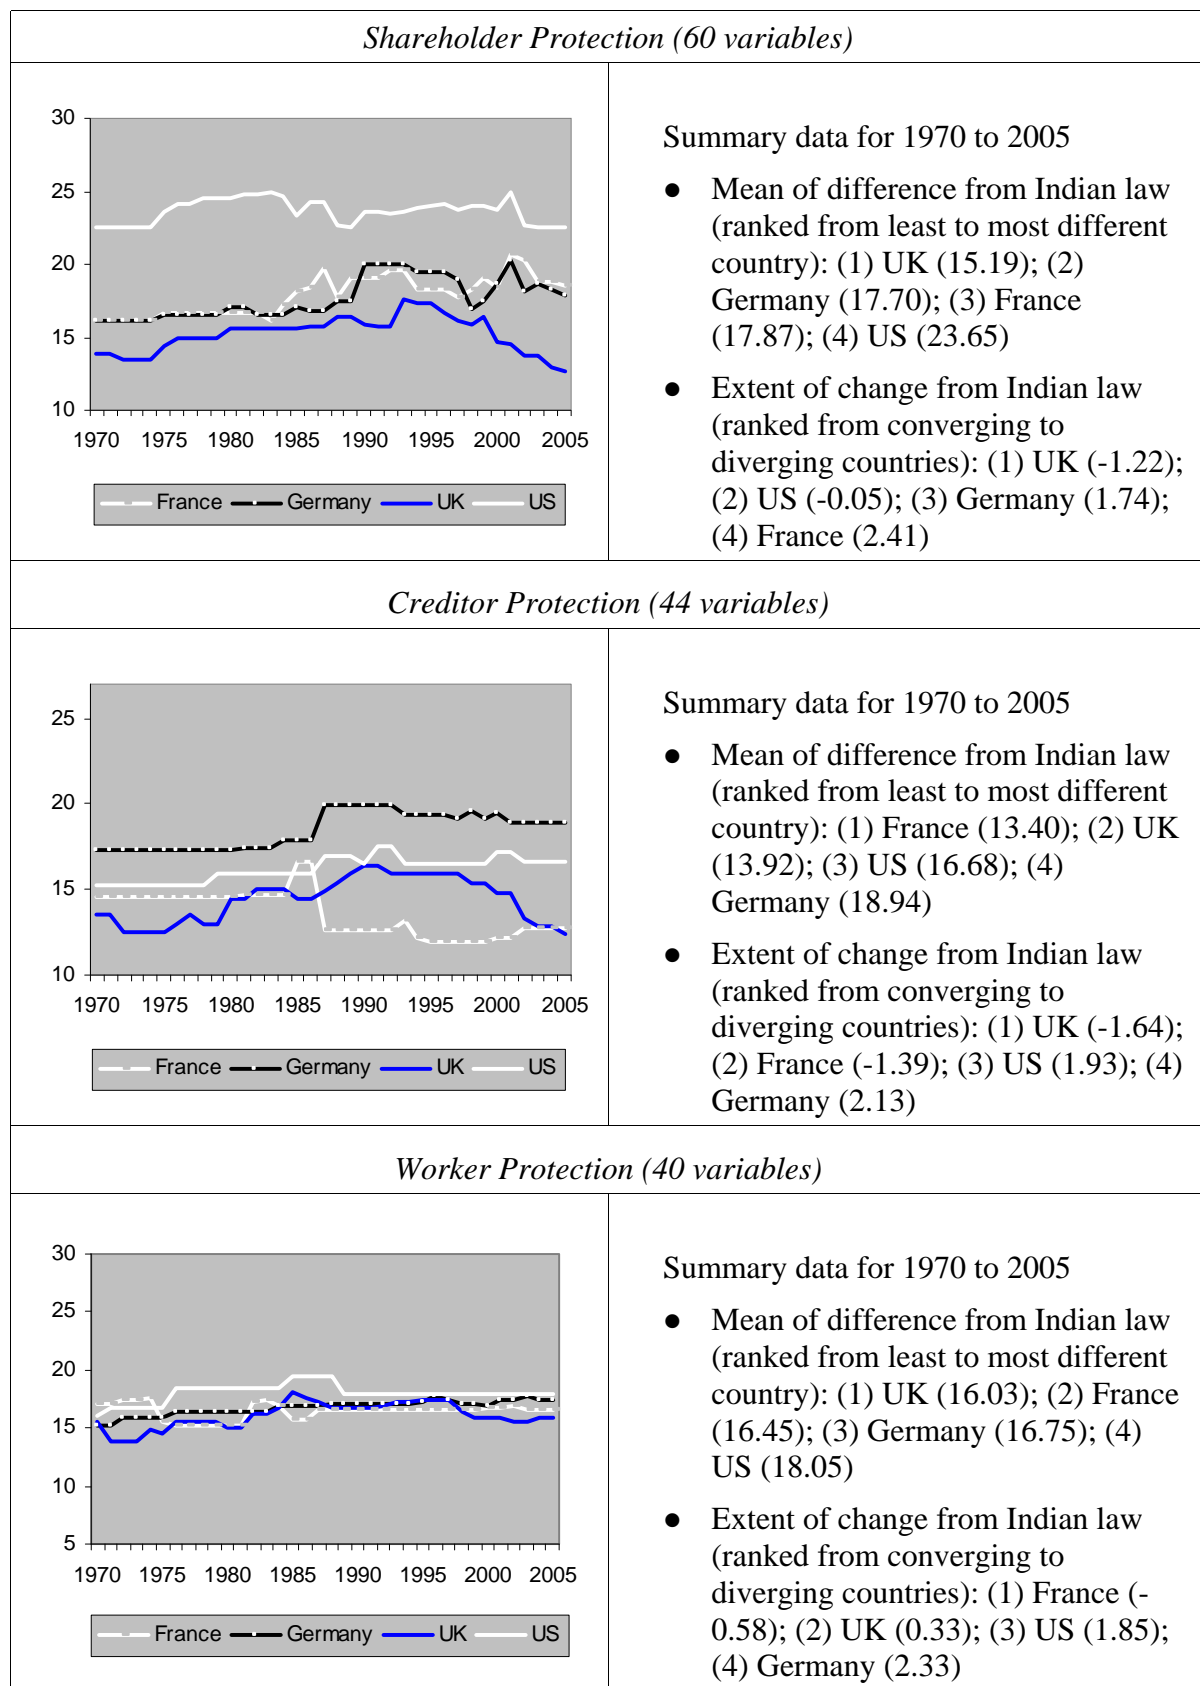 Shareholder Protection (60 variables)
30
25
20
15
10
1970 1975 1980 1985 1990 1995 2000 2005
France Germany UK US
Summary data for 1970 to 2005
● Mean of difference from Indian law
(ranked from least to most different
country): (1) UK (15.19); (2)
Germany (17.70); (3) France
(17.87); (4) US (23.65)
● Extent of change from Indian law
(ranked from converging to
diverging countries): (1) UK (-1.22);
(2) US (-0.05); (3) Germany (1.74);
(4) France (2.41)
Creditor Protection (44 variables)
25
20
15
10
1970 1975 1980 1985 1990 1995 2000 2005
France Germany UK US
Summary data for 1970 to 2005
● Mean of difference from Indian law
(ranked from least to most different
country): (1) France (13.40); (2) UK
(13.92); (3) US (16.68); (4)
Germany (18.94)
● Extent of change from Indian law
(ranked from converging to
diverging countries): (1) UK (-1.64);
(2) France (-1.39); (3) US (1.93); (4)
Germany (2.13)
Worker Protection (40 variables)
30
25
20
15
10
5
1970 1975 1980 1985 1990 1995 2000 2005
France Germany UK US
Summary data for 1970 to 2005
● Mean of difference from Indian law
(ranked from least to most different
country): (1) UK (16.03); (2) France
(16.45); (3) Germany (16.75); (4)
US (18.05)
● Extent of change from Indian law
(ranked from converging to
diverging countries): (1) France (-
0.58); (2) UK (0.33); (3) US (1.85);
(4) Germany (2.33)